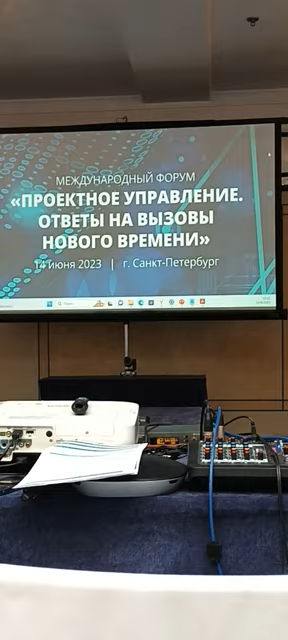 МЕЖДУНАРОДНЫЙ ФОРУМ
«ПРОЕКТНОЕ УПРАВЛЕНИЕ.
ОТВЕТЫ НА ВЫЗОВЫ
НОВОГО ВРЕМЕНИ»
14 июня 2023 | г. Санкт-Петербург